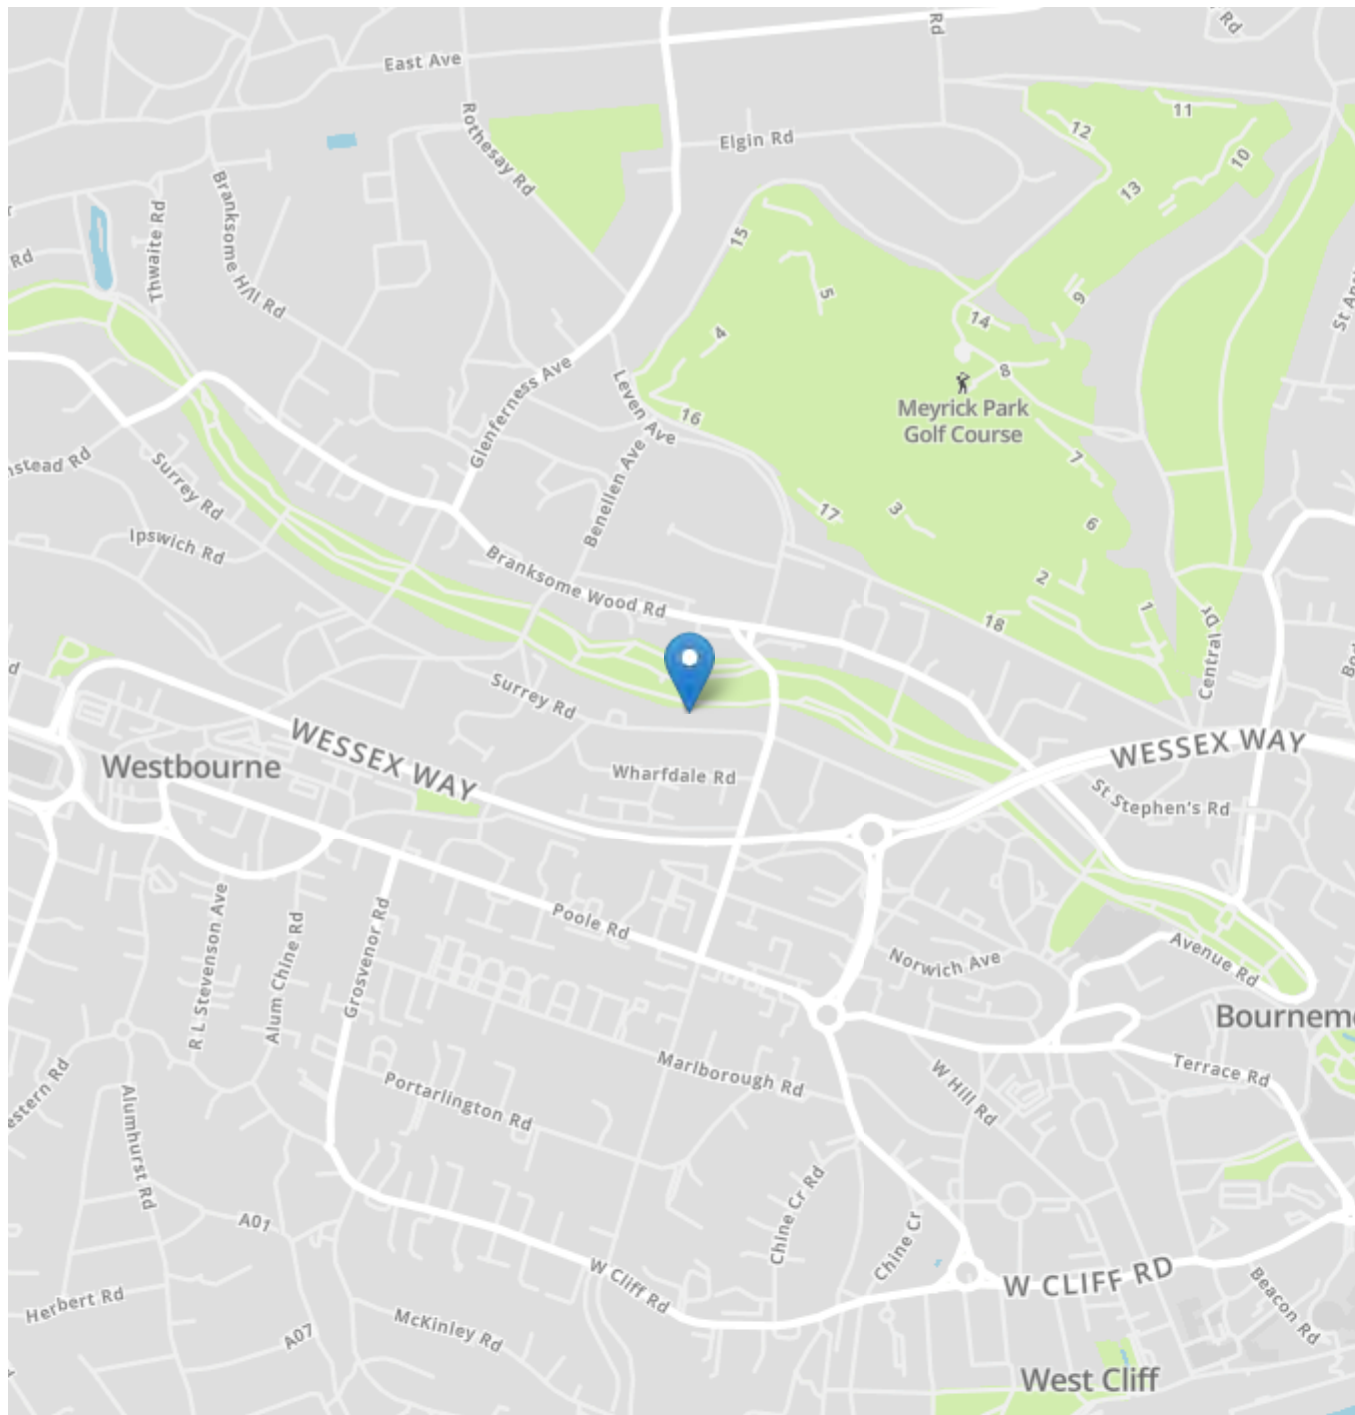 Rd
Rd
East Ave
Rothesay Rd
Elgin Rd
11
12
10
13
Branksome Hill Rd
Thwaite Rd
Rd
15
5
9
St
4
14
8
Glenferness Ave
Leven Ave
16
Meyrick Park
Golf Course
7
Surrey Rd
Benellen Ave
17
3
6
Ipswich Rd
Branksome Wood Rd
2
1
18
Central Dr
Surrey Rd
WESSEX WAY
WESSEX WAY
Westbourne
Wharfdale Rd
St Stephen's Rd
R L Stevenson Ave
Alum Chine Rd
Grosvenor Rd
Poole Rd
Norwich Ave
Avenue Rd
Bournem
Marlborough Rd
Terrace Rd
W Hill Rd
Portarlington Rd
estern Rd
Alumhurst Rd
Chine Cr Rd
Chine Cr
A01
W Cliff Rd
W CLIFF RD
Herbert Rd
A07
McKinley Rd
Beacon Rd
West Cliff